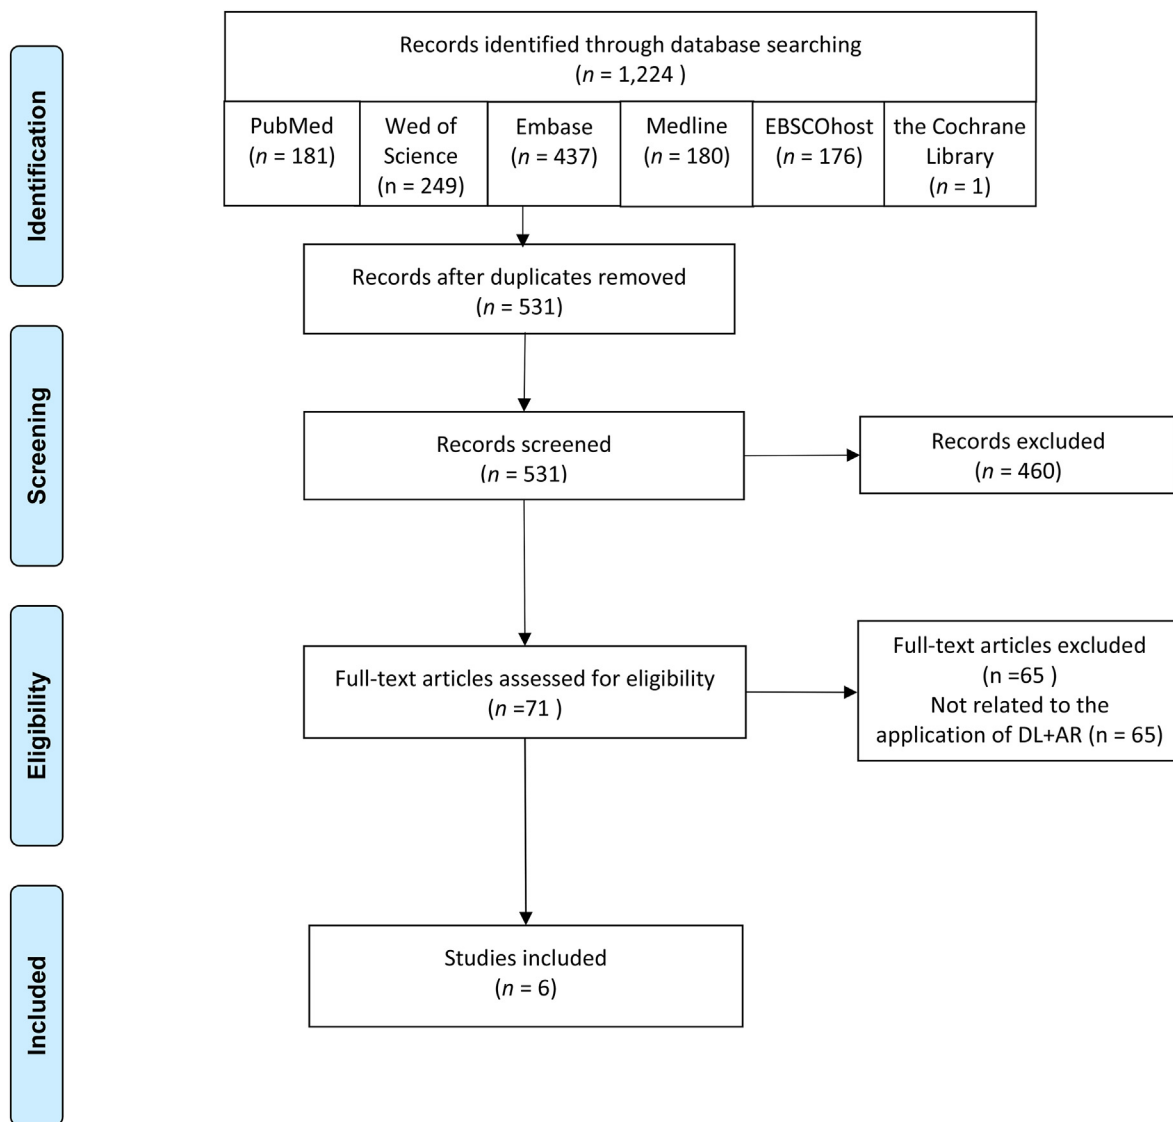 Records identified through database searching
(n = 1,224 )
PubMed
(n = 181)
Wed of
Science
(n = 249)
Embase
(n = 437)
Medline
(n = 180)
EBSCOhost
(n = 176)
the Cochrane
Library
(n = 1)
Identification
Records after duplicates removed
(n = 531)
Screening
Records screened
(n = 531)
Records excluded
(n = 460)
Eligibility
Full-text articles assessed for eligibility
(n =71 )
Full-text articles excluded
(n =65 )
Not related to the
application of DL+AR (n = 65)
Included
Studies included
(n = 6)